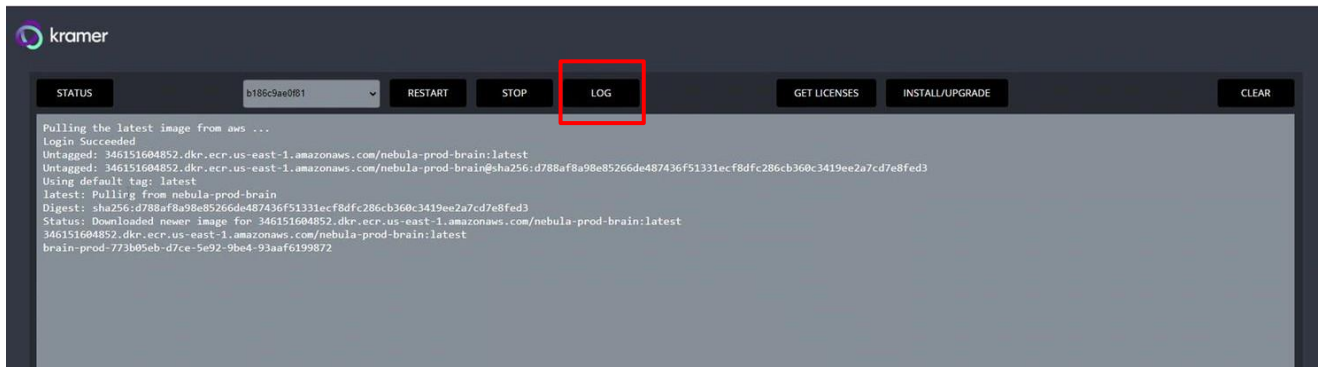 kramer
STATUS b186c9ae0f81 RESTART STOP LOG GET LICENSES INSTALL/UPGRADE CLEAR
Pulling the latest image from aws ...
Login Succeeded
Untagged: 346151604852.dkr.ecr.us-east-1.amazonaws.com/nebula-prod-brain:latest
Untagged: 346151604852.dkr.ecr.us-east-1.amazonaws.com/nebula-prod-brain@sha256:d788af8a98e85266de487436f51331ecf8dfc286cb360c3419ee2a7cd7e8fed3
Using default tag: latest
latest: Pulling from nebula-prod-brain
Digest: sha256:d788af8a98e85266de487436f51331ecf8dfc286cb360c3419ee2a7cd7e8fed3
Status: Downloaded newer image for 346151604852.dkr.ecr.us-east-1.amazonaws.com/nebula-prod-brain:latest
346151604852.dkr.ecr.us-east-1.amazonaws.com/nebula-prod-brain:latest
brain-prod-773b05eb-d7ce-5e92-9be4-93aaf6199872